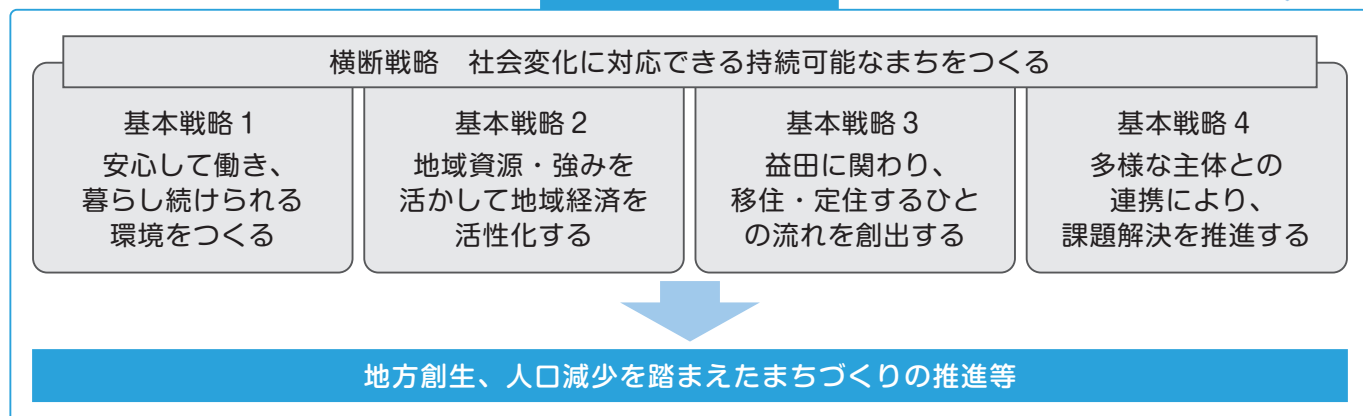 横断戦略　社会変化に対応できる持続可能なまちをつくる
基本戦略1
安心して働き、
暮らし続けられる
環境をつくる
基本戦略2
地域資源・強みを
活かして地域経済を
活性化する
基本戦略3
益田に関わり、
移住・定住するひと
の流れを創出する
基本戦略4
多様な主体との
連携により、
課題解決を推進する
地方創生、人口減少を踏まえたまちづくりの推進等